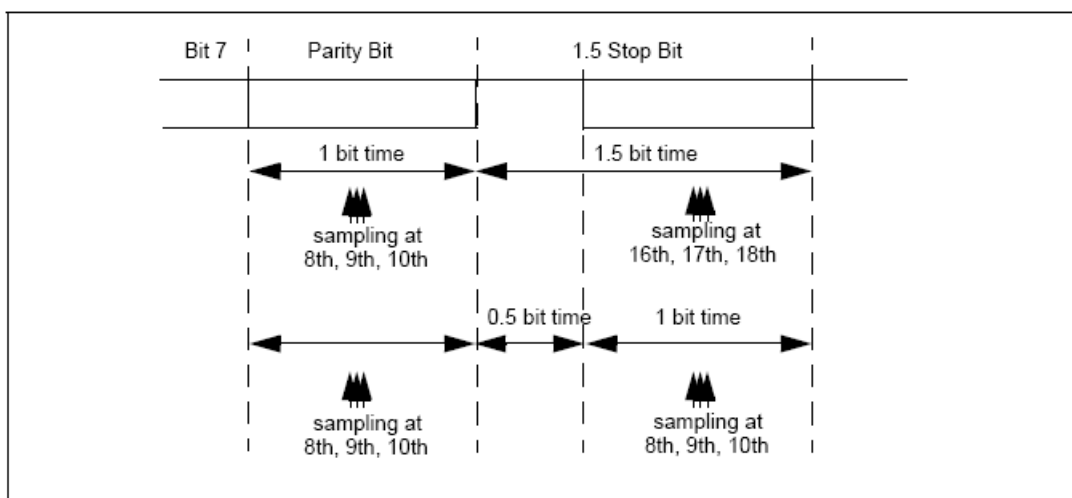 Bit 7 Parity Bit 1.5 Stop Bit
1 bit time 1.5 bit time
sampling at sampling at
8th, 9th, 10th 16th, 17th, 18th
0.5 bit time 1 bit time
sampling at sampling at
8th, 9th, 10th 8th, 9th, 10th